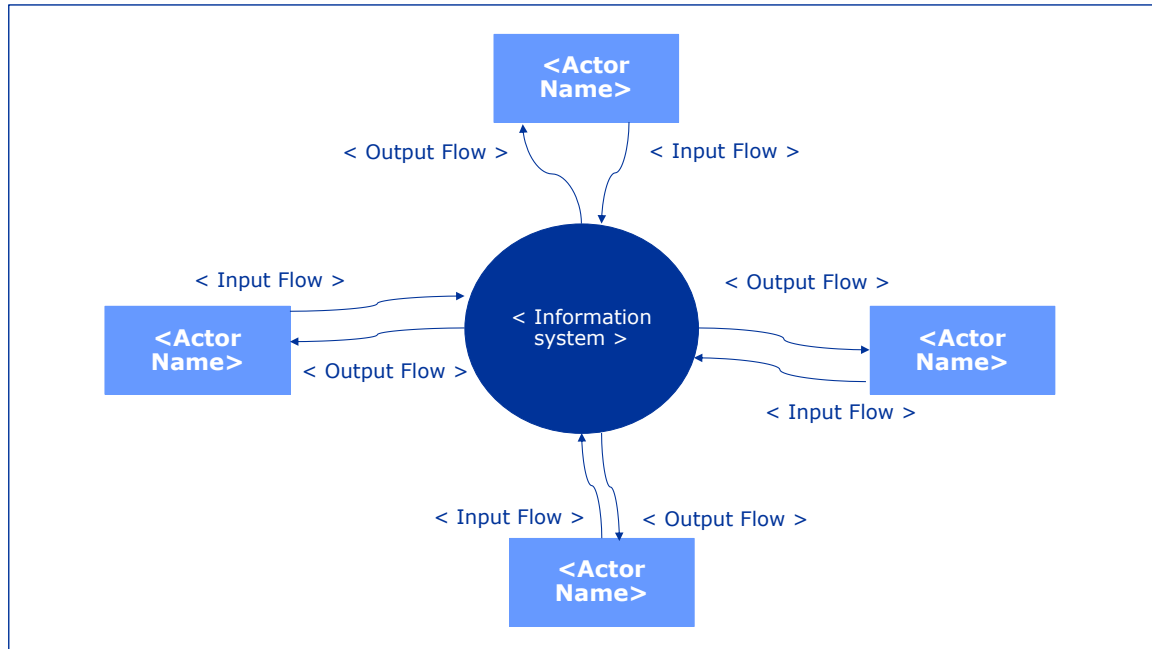 <Actor
Name>
< Output Flow >
< Input Flow >
< Input Flow >
< Output Flow >
< Information
system >
<Actor
Name>
<Actor
Name>
< Output Flow >
< Input Flow >
< Input Flow >
< Output Flow >
<Actor
Name>